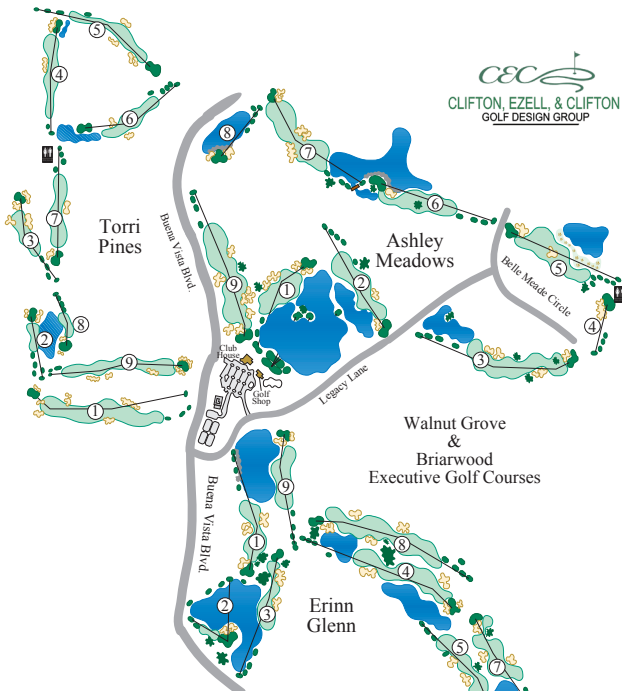 CEC
CLIFTON, EZELL, & CLIFTON
GOLF DESIGN GROUP
5
4
6
7
3
Torri
Pines
2
8
9
1
8
7
6
Ashley
Meadows
Buena Vista Blvd.
9
1
2
5
Belle Meade Circle
4
3
Club
House
Golf
Shop
Legacy Lane
Walnut Grove
&
Briarwood
Executive Golf Courses
Buena Vista Blvd.
9
1
2
3
Erinn
Glenn
8
4
5
7